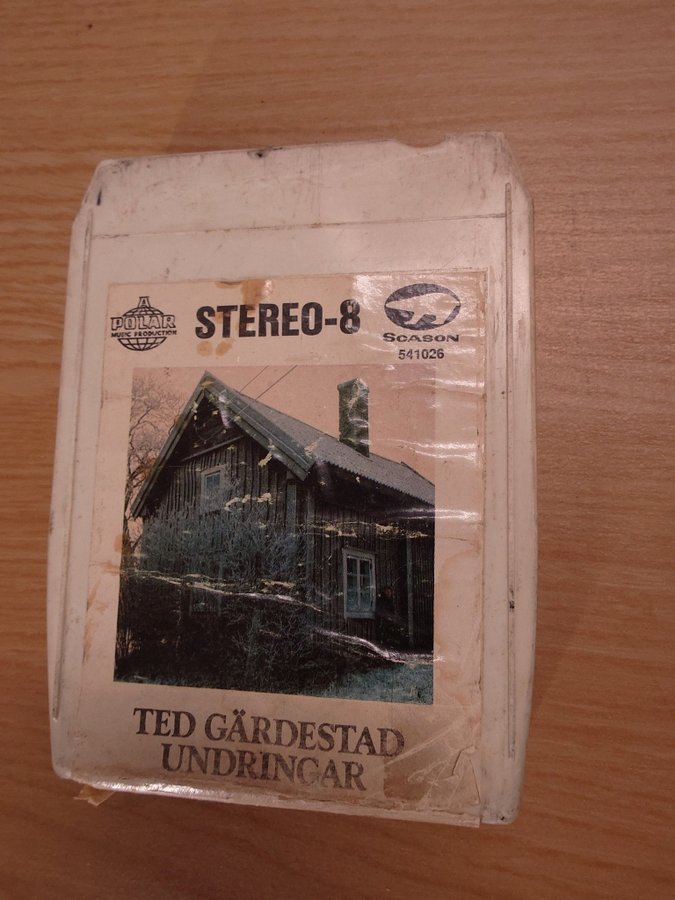 A
POLAR
MUSIC PRODUCTION
STEREO-8
SCASON
541026
TED GÄRDESTAD
UNDRINGAR